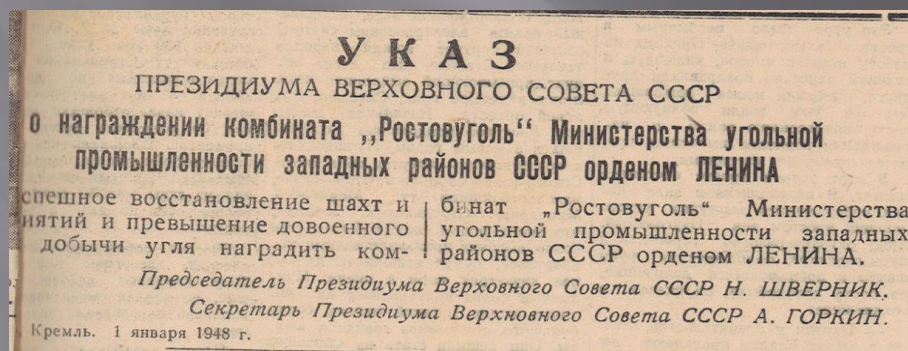 УКАЗ
ПРЕЗИДИУМА ВЕРХОВНОГО СОВЕТА СССР
о награждении комбината „Ростовуголь“ Министерства угольной
промышленности западных районов СССР орденом ЛЕНИНА
спешное восстановление шахт и
иятий и превышение довоенного
добычи угля наградить ком-
бинат „Ростовуголь“ Министерства
угольной промышленности западных
районов СССР орденом ЛЕНИНА.
Председатель Президиума Верховного Совета СССР Н. ШВЕРНИК.
Секретарь Президиума Верхновного Совета СССР А. ГОРКИН.
Кремль. 1 января 1948 г.